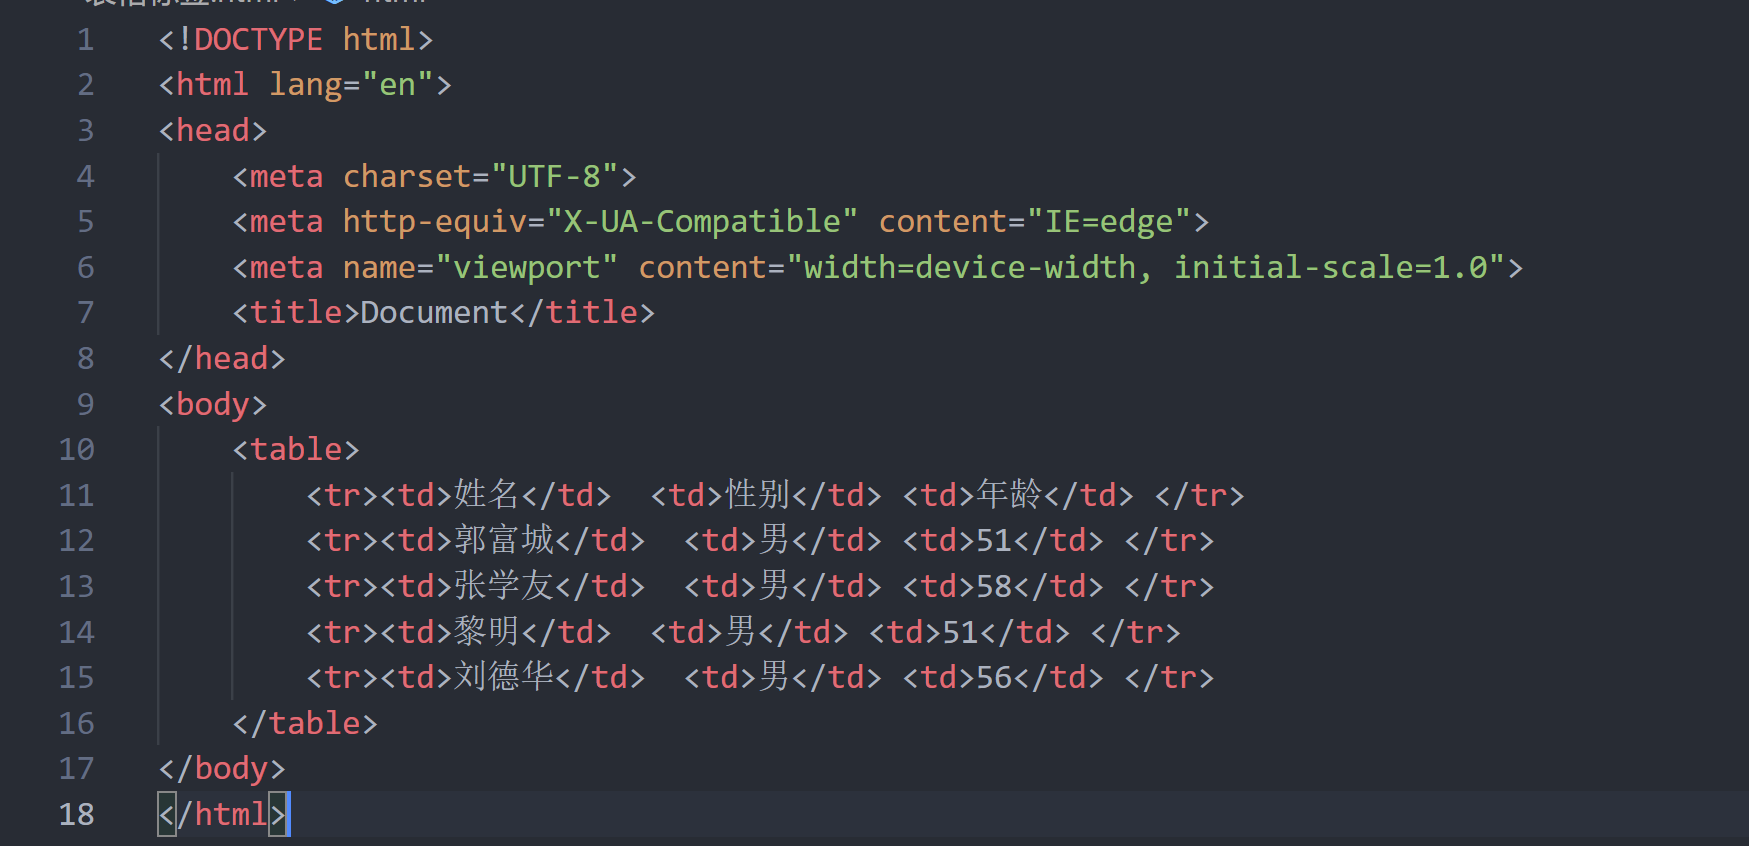 1 <!DOCTYPE html>
2 <html lang="en">
3 <head>
4     <meta charset="UTF-8">
5     <meta http-equiv="X-UA-Compatible" content="IE=edge">
6     <meta name="viewport" content="width=device-width, initial-scale=1.0">
7     <title>Document</title>
8 </head>
9 <body>
10     <table>
11         <tr><td>姓名</td>  <td>性别</td> <td>年龄</td> </tr>
12         <tr><td>郭富城</td>  <td>男</td> <td>51</td> </tr>
13         <tr><td>张学友</td>  <td>男</td> <td>58</td> </tr>
14         <tr><td>黎明</td>  <td>男</td> <td>51</td> </tr>
15         <tr><td>刘德华</td>  <td>男</td> <td>56</td> </tr>
16     </table>
17 </body>
18 </html>